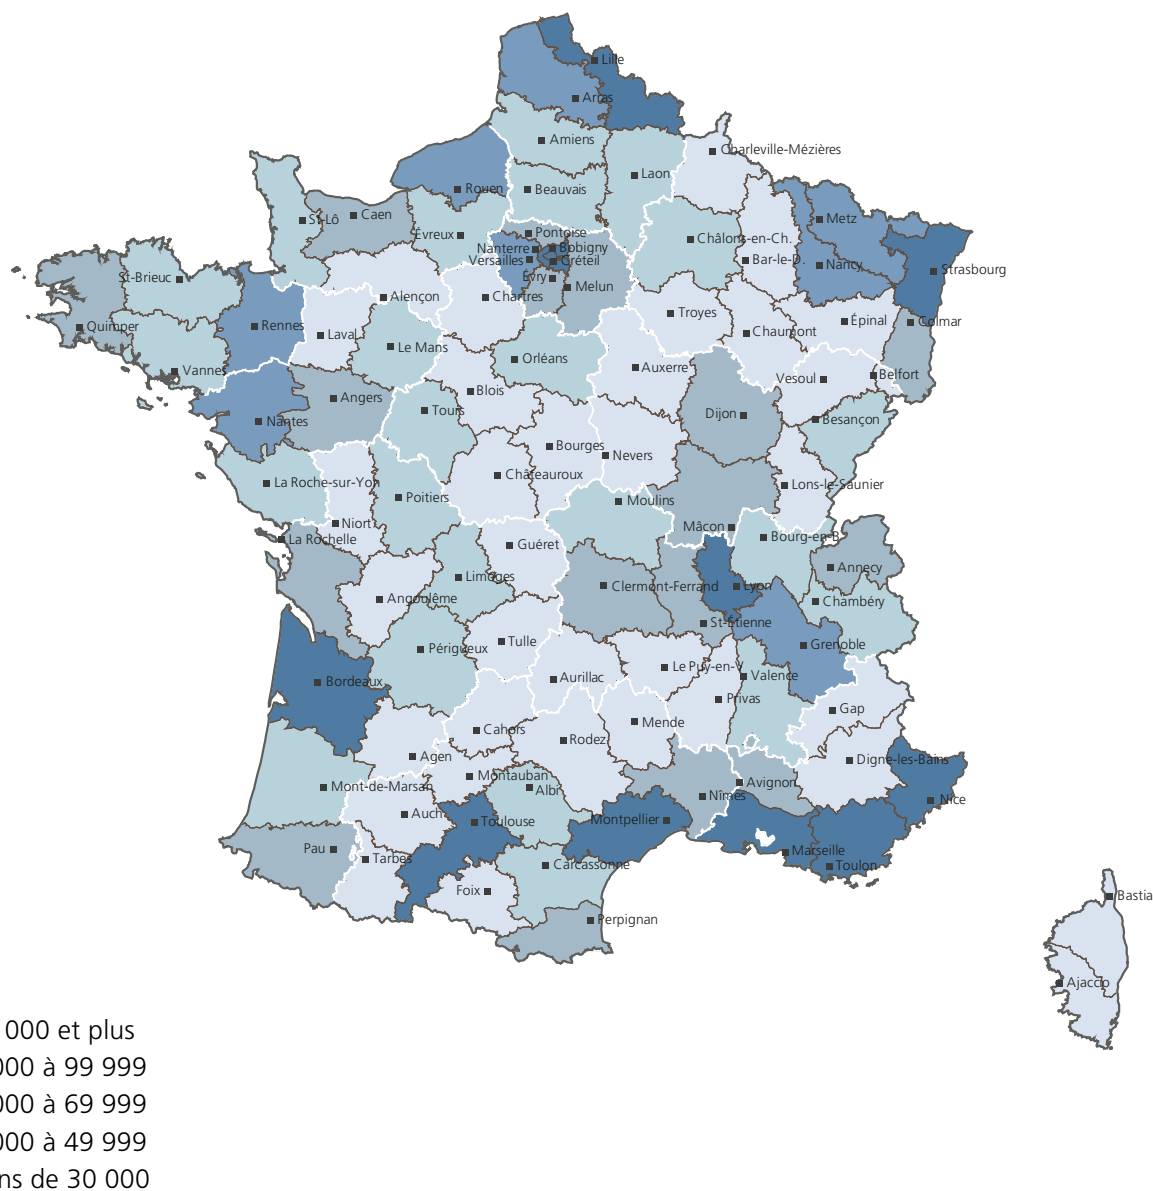 Lille
Arras
Amiens
Charleville-Mézières
Laon
Rouen
Beauvais
St-Lô
Caen
Metz
Évreux
Pontoise
Châlons-en-Ch.
Nanterre
Bobigny
Versailles
Créteil
Bar-le-D.
Nancy
Strasbourg
St-Brieuc
Évry
Melun
Alençon
Chartres
Troyes
Épinal
Colmar
Quimper
Rennes
Laval
Chaumont
Le Mans
Orléans
Vannes
Auxerre
Vesoul
Belfort
Blois
Angers
Tours
Dijon
Nantes
Besançon
Bourges
Nevers
Châteauroux
La Roche-sur-Yon
Lons-le-Saunier
Poitiers
Moulins
Niort
Mâcon
La Rochelle
Bourg-en-B
Guéret
Annecy
Limoges
Clermont-Ferrand
Lyon
Angoulême
Chambéry
St-Étienne
Tulle
Grenoble
Périgueux
Le Puy-en-V
Aurillac
Valence
Bordeaux
Privas
Gap
Mende
Cahors
Rodez
Agen
Digne-les-Bains
Montauban
Avignon
Mont-de-Marsan
Albi
Nîmes
Nice
Auch
Toulouse
Montpellier
Pau
Marseille
Tarbes
Carcassonne
Toulon
Foix
Bastia
Perpignan
Ajaccio
000 et plus
000 à 99 999
000 à 69 999
000 à 49 999
de 30 000